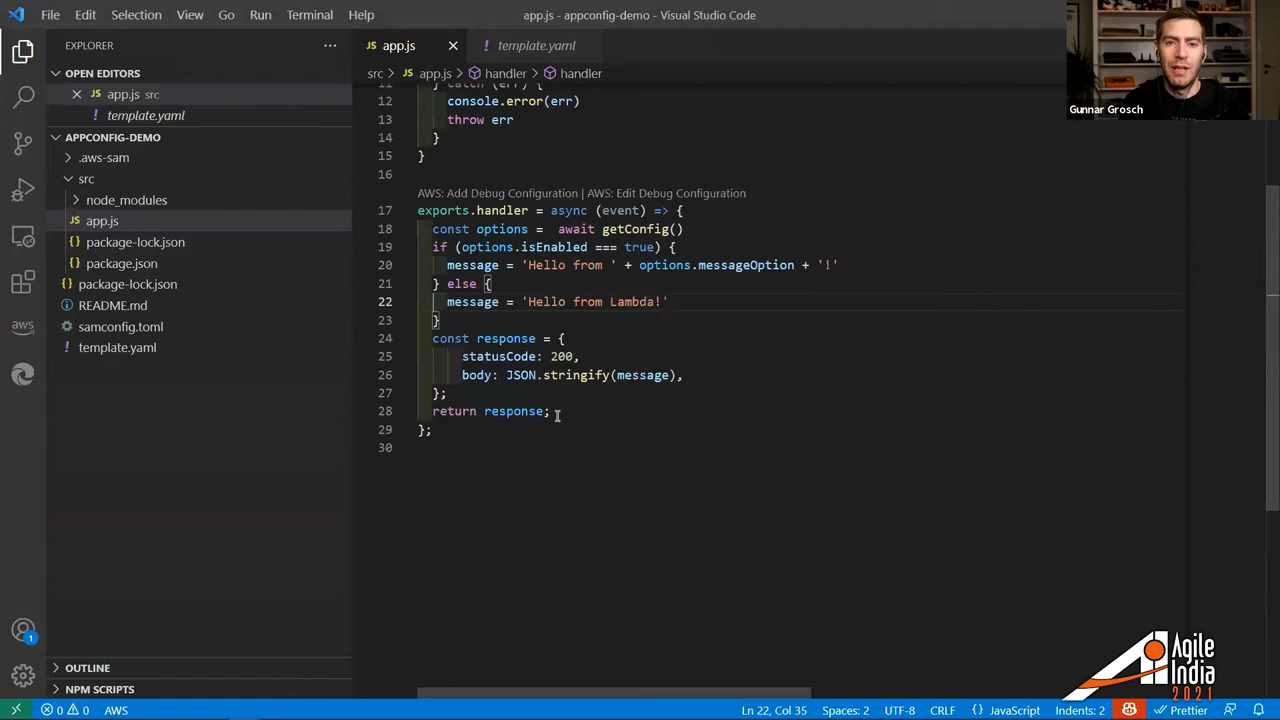 File Edit Selection View Go Run Terminal Help
app.js - appconfig-demo - Visual Studio Code
Gunnar Grosch
EXPLORER
OPEN EDITORS
app.js src
template.yaml
APPCONFIG-DEMO
.aws-sam
src
node_modules
JS app.js
{} package-lock.json
{} package.json
{} package-lock.json
README.md
samconfig.toml
! template.yaml
OUTLINE
NPM SCRIPTS
aws
1
JS app.js
! template.yaml
src > JS app.js > handler > handler
11 } catch (err) {
12 console.error(err)
13 throw err
14 }
15 }
16
AWS: Add Debug Configuration | AWS: Edit Debug Configuration
17 exports.handler = async (event) => {
18 const options = await getConfig()
19 if (options.isEnabled === true) {
20 message = 'Hello from ' + options.messageOption + '!'
21 } else {
22 message = 'Hello from Lambda!'
23 }
24 const response = {
25 statusCode: 200,
26 body: JSON.stringify(message),
27 };
28 return response;
29 };
30
Agile
India
2021
0 0 AWS
Ln 22, Col 35 Spaces: 2 UTF-8 CRLF {} JavaScript Indents: 2 Prettier